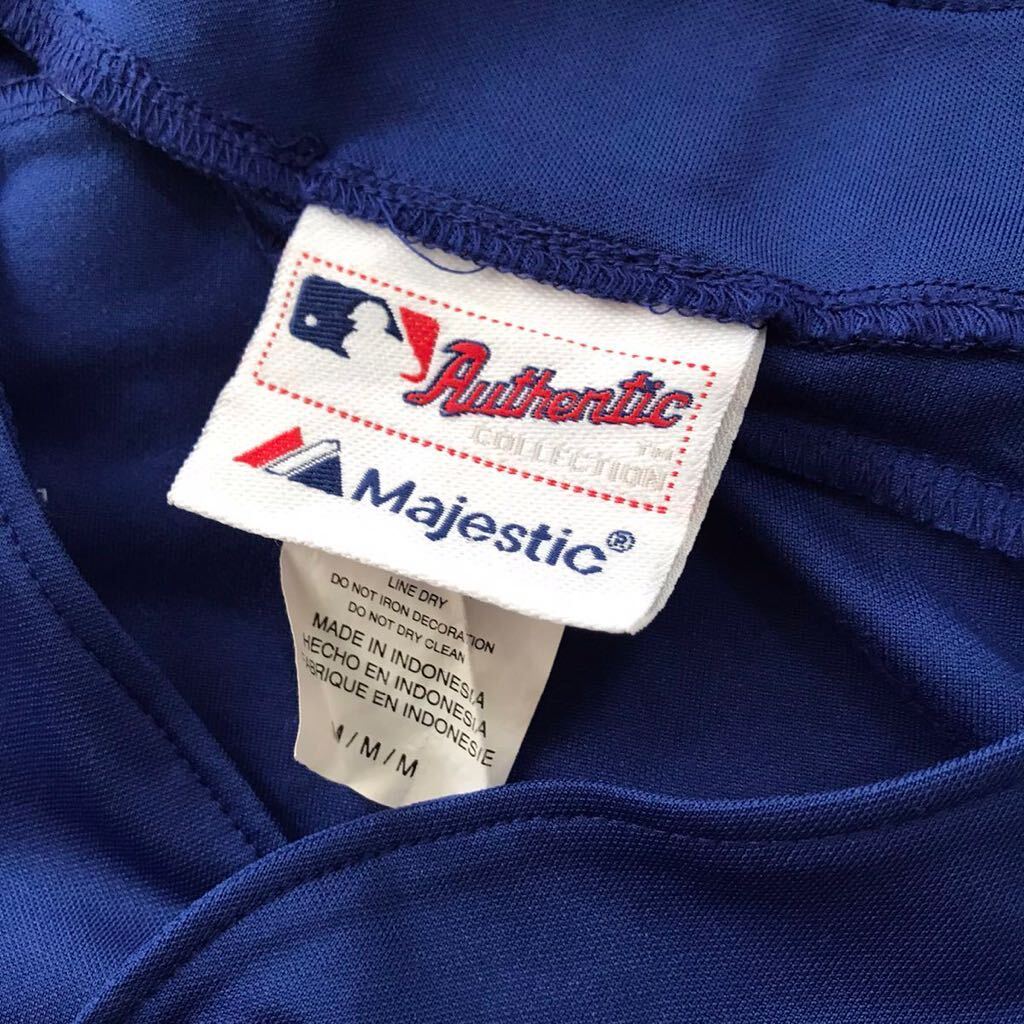 Authentic
COLLECTION™
Majestic®
LINE DRY
DO NOT IRON DECORATION
DO NOT DRY CLEAN
MADE IN INDONESIA
HECHO EN INDONESIA
FABRIQUE EN INDONESIE
M/M/M